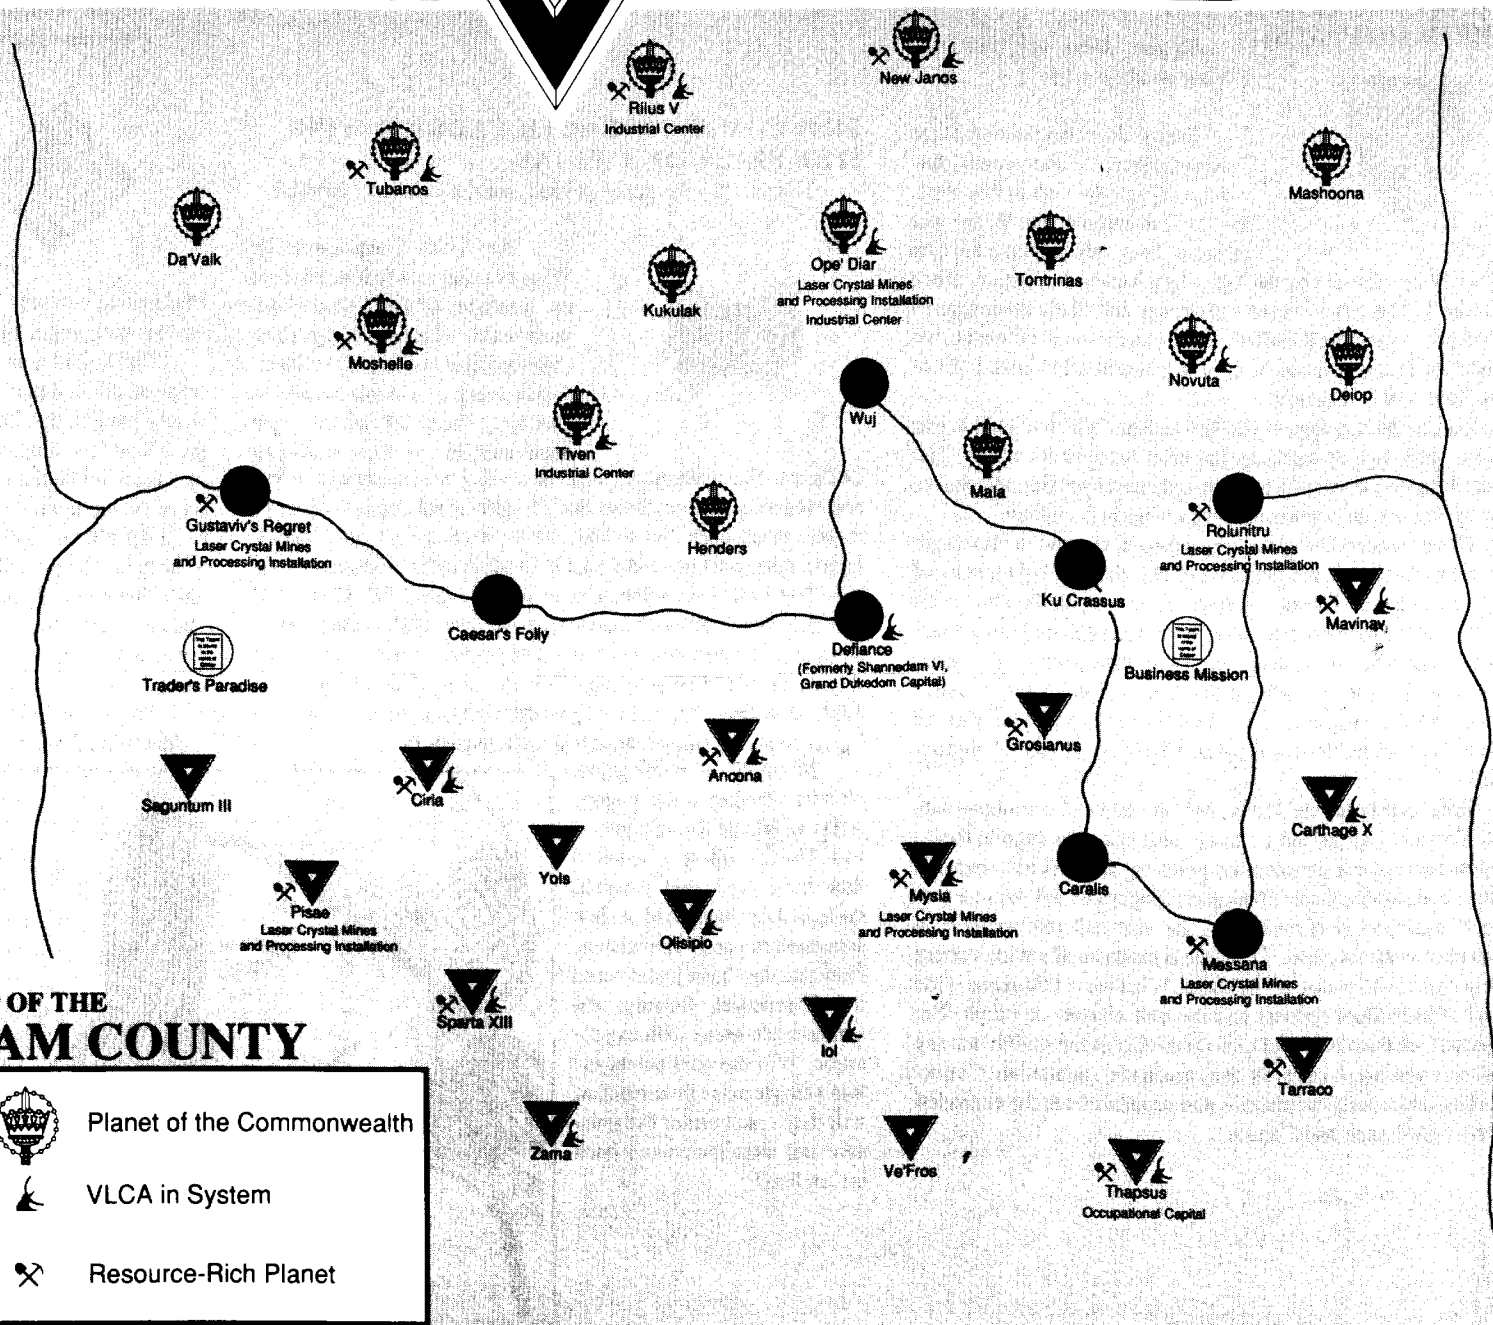 New Janos
Rilus V
Industrial Center
Tubanos
Mashoona
Da'Vaik
Ope' Diar
Laser Crystal Mines
and Processing Installation
Industrial Center
Tontrinas
Kukulak
Moshelle
Novuta
Deiop
Wuj
Tiven
Industrial Center
Maia
Gustaviv's Regret
Laser Crystal Mines
and Processing Installation
Henders
Rolunitru
Laser Crystal Mines
and Processing Installation
Ku Crassus
Caesar's Folly
Mavinav
Defiance
(Formerly Shannedam VI,
Grand Dukedom Capital)
Trader's Paradise
Business Mission
Grosianus
Ancona
Saguntum III
Ciria
Carthage X
Yois
Caralis
Mysia
Laser Crystal Mines
and Processing Installation
Pisae
Laser Crystal Mines
and Processing Installation
Olisipio
Messana
Laser Crystal Mines
and Processing Installation
Sparta XIII
Iol
Tarraco
Zama
Ve'Fros
Thapsus
Occupational Capital
OF THE
AM COUNTY
Planet of the Commonwealth
VLCA in System
Resource-Rich Planet